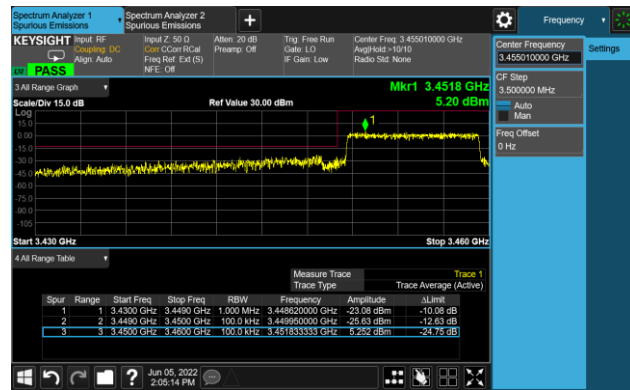 Spectrum Analyzer 1
Spurious Emissions
Spectrum Analyzer 2
Spurious Emissions
+
Frequency
KEYSIGHT
Input: RF
Coupling: DC
Align: Auto
Input Z: 50 Ω
Corr CCorr RCal
Freq Ref: Ext (S)
NFE: Off
Atten: 20 dB
Preamp: Off
Trig: Free Run
Gate: LO
IF Gain: Low
Center Freq: 3.455010000 GHz
Avg|Hold:>10/10
Radio Std: None
PASS
Center Frequency
3.455010000 GHz
Settings
CF Step
3.500000 MHz
Auto
Man
Freq Offset
0 Hz
3 All Range Graph
Mkr1 3.4518 GHz
5.20 dBm
Scale/Div 15.0 dB
Ref Value 30.00 dBm
Log
15.0
0.00
-15.0
-30.0
-45.0
-60.0
-75.0
-90.0
-105
1
Start 3.430 GHz
Stop 3.460 GHz
4 All Range Table
Measure Trace Trace 1
Trace Type Trace Average (Active)
Spur Range Start Freq Stop Freq RBW Frequency Amplitude ΔLimit
1 1 3.4300 GHz 3.4490 GHz 1.000 MHz 3.448620000 GHz -23.08 dBm -10.08 dB
2 2 3.4490 GHz 3.4500 GHz 100.0 kHz 3.449950000 GHz -25.63 dBm -12.63 dB
3 3 3.4500 GHz 3.4600 GHz 100.0 kHz 3.451833333 GHz 5.252 dBm -24.75 dB
?
Jun 05, 2022
2:05:14 PM